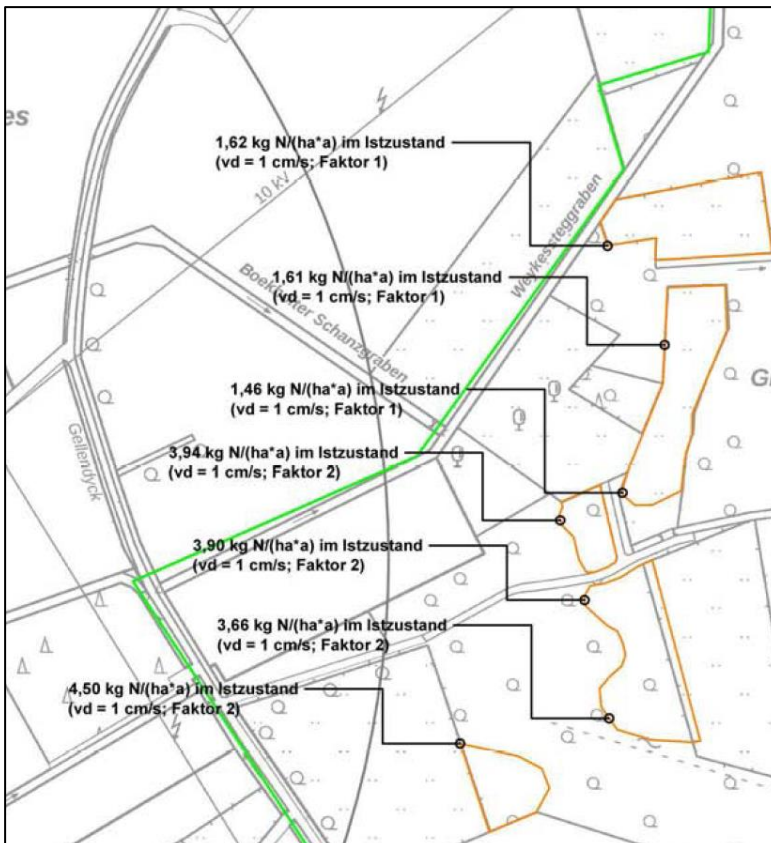 es
1,62 kg N/(ha*a) im Istzustand
(vd = 1 cm/s; Faktor 1)
10 kV
Weykessteggraben
Boekholter Schanzgraben
1,61 kg N/(ha*a) im Istzustand
(vd = 1 cm/s; Faktor 1)
G
1,46 kg N/(ha*a) im Istzustand
(vd = 1 cm/s; Faktor 1)
Gellendyck
3,94 kg N/(ha*a) im Istzustand
(vd = 1 cm/s; Faktor 2)
3,90 kg N/(ha*a) im Istzustand
(vd = 1 cm/s; Faktor 2)
3,66 kg N/(ha*a) im Istzustand
(vd = 1 cm/s; Faktor 2)
4,50 kg N/(ha*a) im Istzustand
(vd = 1 cm/s; Faktor 2)